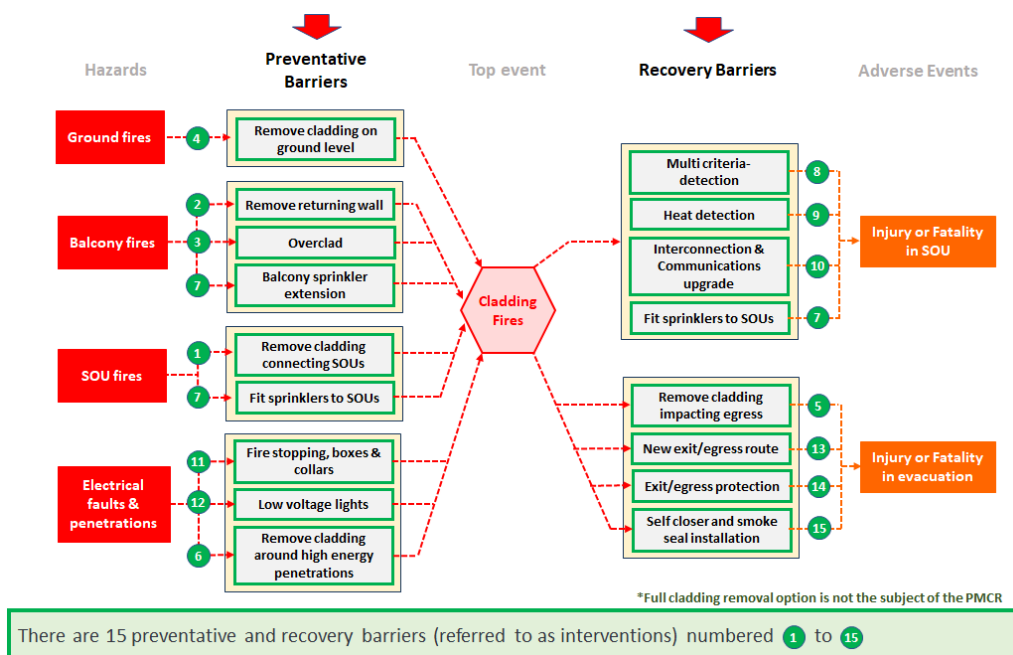 Hazards
Preventative
Barriers
Top event
Recovery Barriers
Adverse Events
Ground fires
4
Remove cladding on
ground level
Balcony fires
2
Remove returning wall
3
Overclad
7
Balcony sprinkler
extension
SOU fires
1
Remove cladding
connecting SOUs
7
Fit sprinklers to SOUs
Electrical
faults &
penetrations
11
Fire stopping, boxes &
collars
12
Low voltage lights
6
Remove cladding
around high energy
penetrations
Cladding
Fires
Multi criteria-
detection
8
Heat detection
9
Interconnection &
Communications
upgrade
10
Fit sprinklers to SOUs
7
Injury or Fatality
in SOU
Remove cladding
impacting egress
5
New exit/egress route
13
Exit/egress protection
14
Self closer and smoke
seal installation
15
Injury or Fatality
in evacuation
*Full cladding removal option is not the subject of the PMCR
There are 15 preventative and recovery barriers (referred to as interventions) numbered 1 to 15